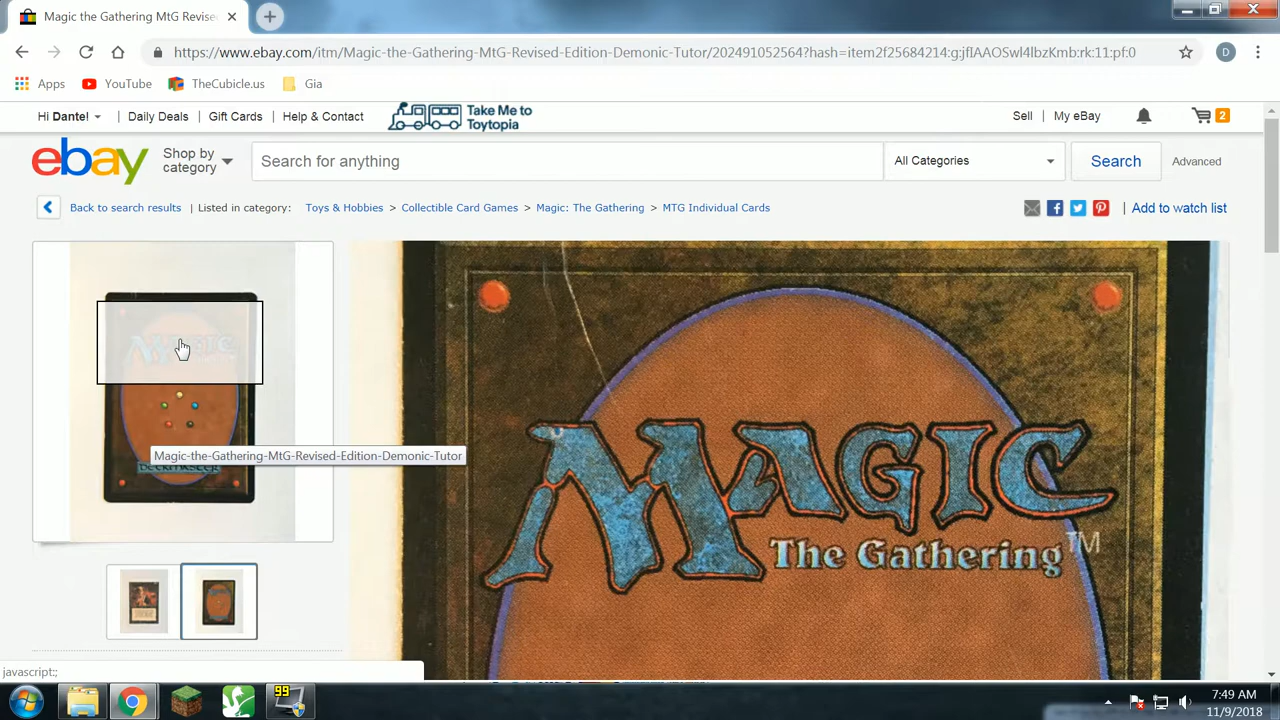 Magic the Gathering MtG Revise
https://www.ebay.com/itm/Magic-the-Gathering-MtG-Revised-Edition-Demonic-Tutor/202491052564?hash=item2f25684214:g:jfIAAOSwl4lbzKmb:rk:11:pf:0
D
Apps YouTube TheCubicle.us Gia
Hi Dante! Daily Deals Gift Cards Help & Contact Take Me to Toytopia Sell My eBay 2
ebay Shop by category Search for anything All Categories Search Advanced
Back to search results | Listed in category: Toys & Hobbies > Collectible Card Games > Magic: The Gathering > MTG Individual Cards | Add to watch list
MAGIC
The Gathering™
MAGIC
Magic-the-Gathering-MtG-Revised-Edition-Demonic-Tutor
DECKMASTER
javascript:;
99
7:49 AM
11/9/2018